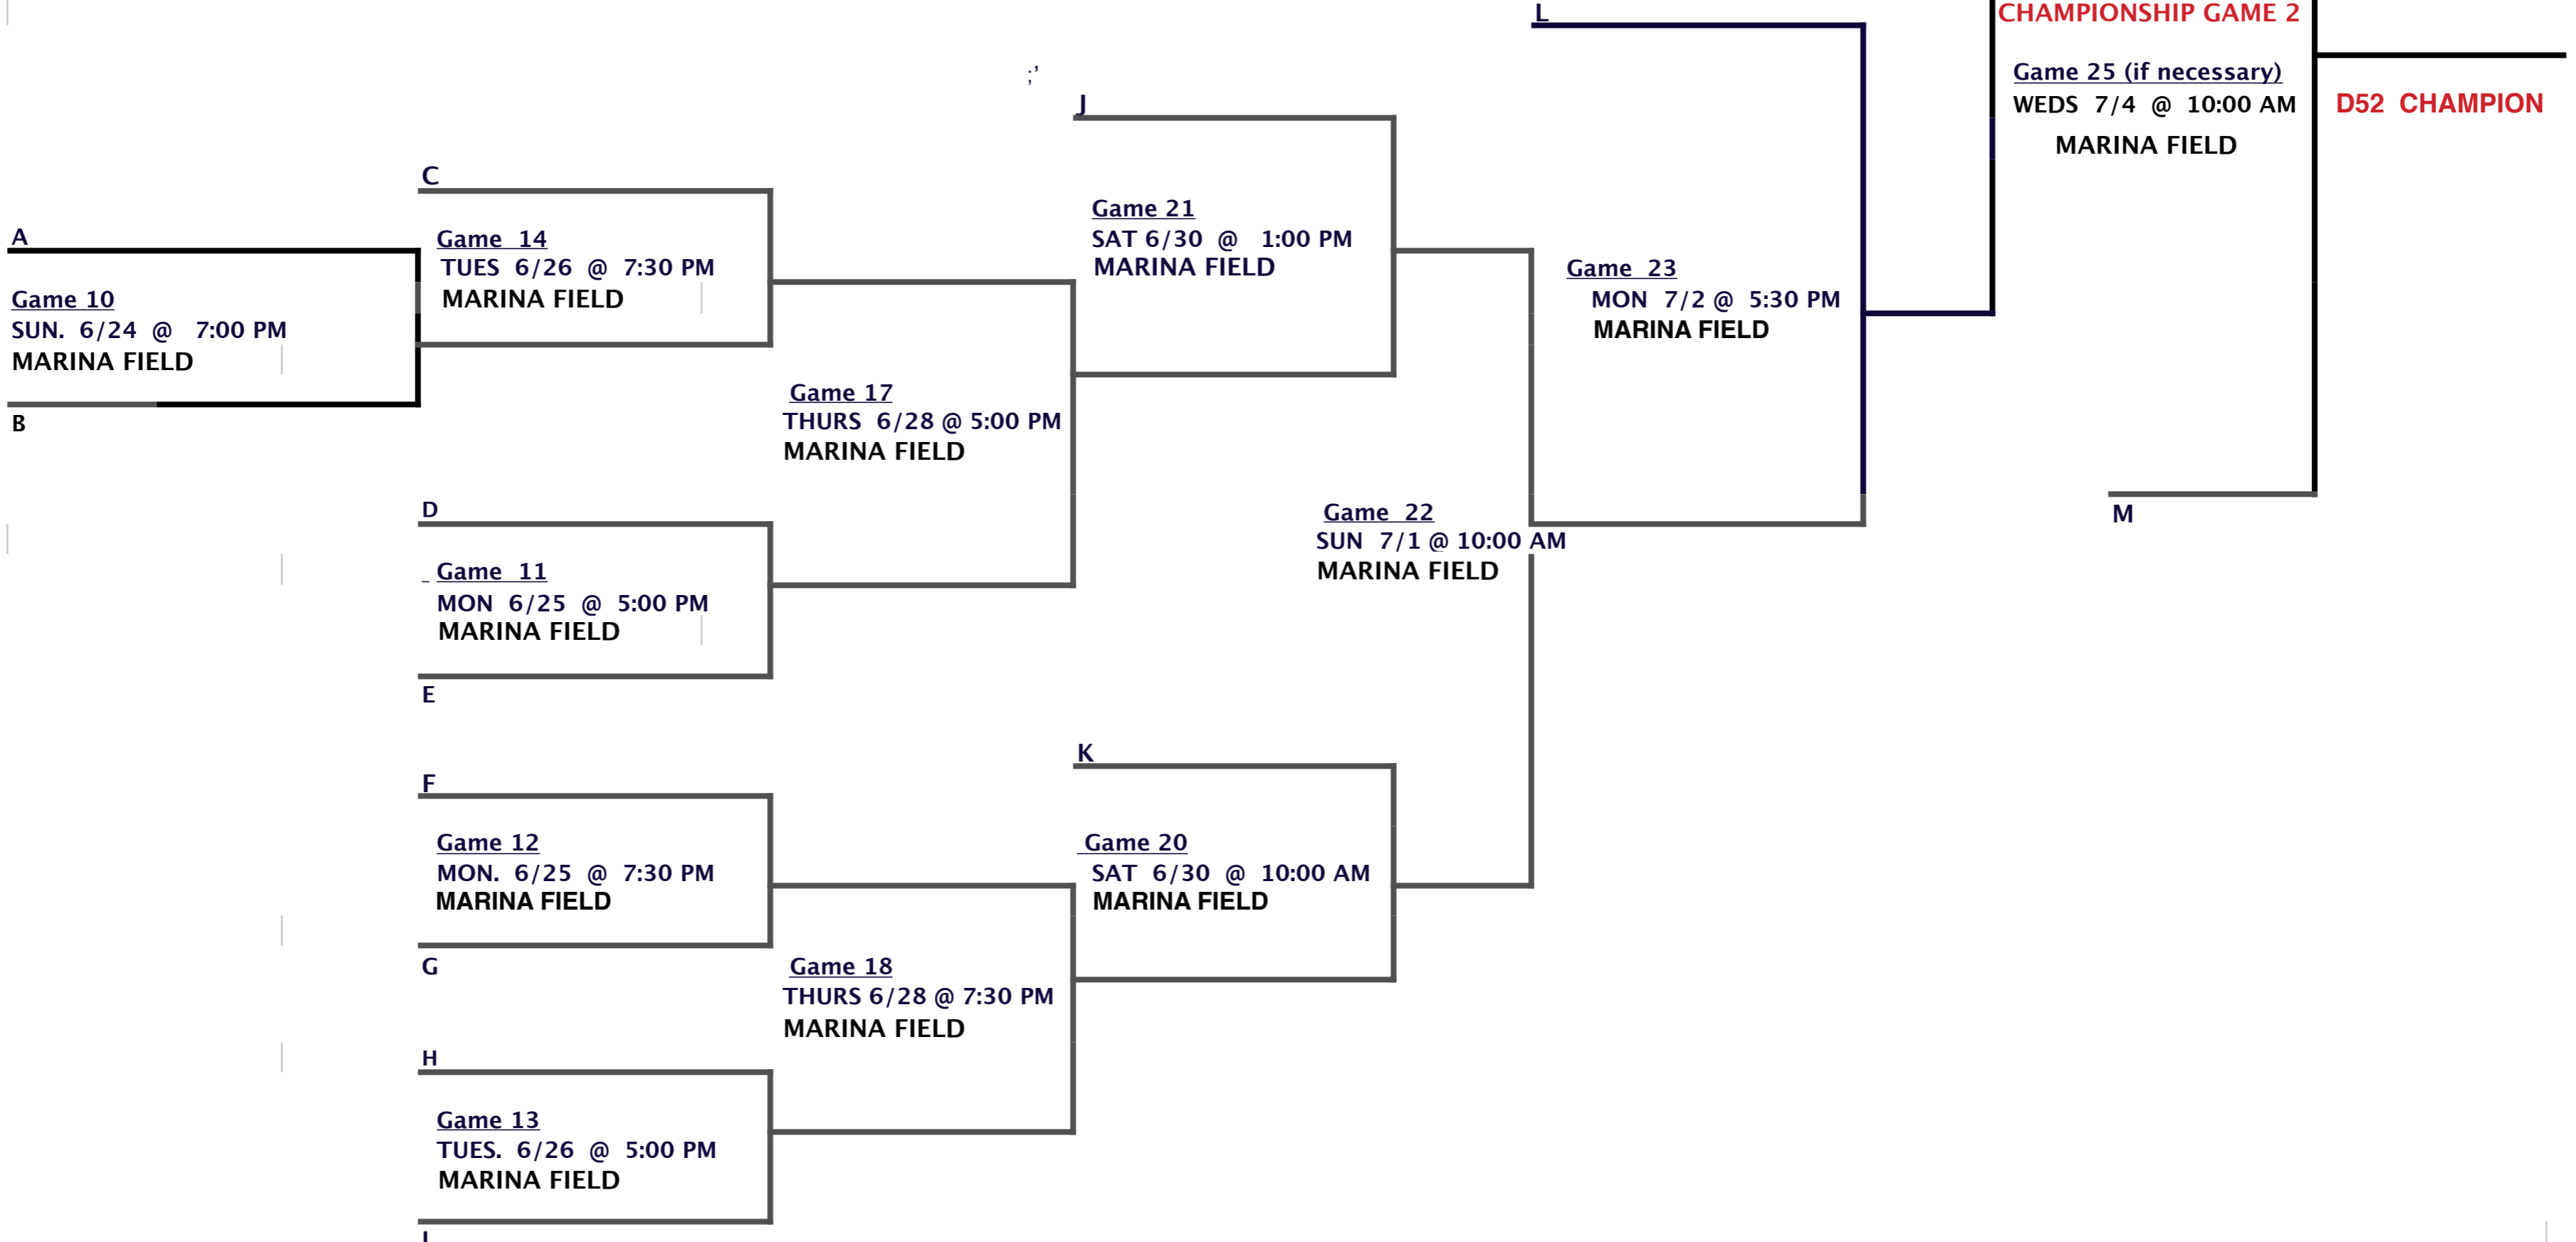 L
CHAMPIONSHIP GAME 2
Game 25 (if necessary)
WEDS 7/4 @ 10:00 AM
MARINA FIELD
D52 CHAMPION
;’
J
C
A
Game 14
TUES 6/26 @ 7:30 PM
MARINA FIELD
Game 21
SAT 6/30 @ 1:00 PM
MARINA FIELD
Game 23
MON 7/2 @ 5:30 PM
MARINA FIELD
Game 10
SUN. 6/24 @ 7:00 PM
MARINA FIELD
B
Game 17
THURS 6/28 @ 5:00 PM
MARINA FIELD
D
Game 22
SUN 7/1 @ 10:00 AM
MARINA FIELD
M
Game 11
MON 6/25 @ 5:00 PM
MARINA FIELD
E
K
F
Game 12
MON. 6/25 @ 7:30 PM
MARINA FIELD
Game 20
SAT 6/30 @ 10:00 AM
MARINA FIELD
G
Game 18
THURS 6/28 @ 7:30 PM
MARINA FIELD
H
Game 13
TUES. 6/26 @ 5:00 PM
MARINA FIELD